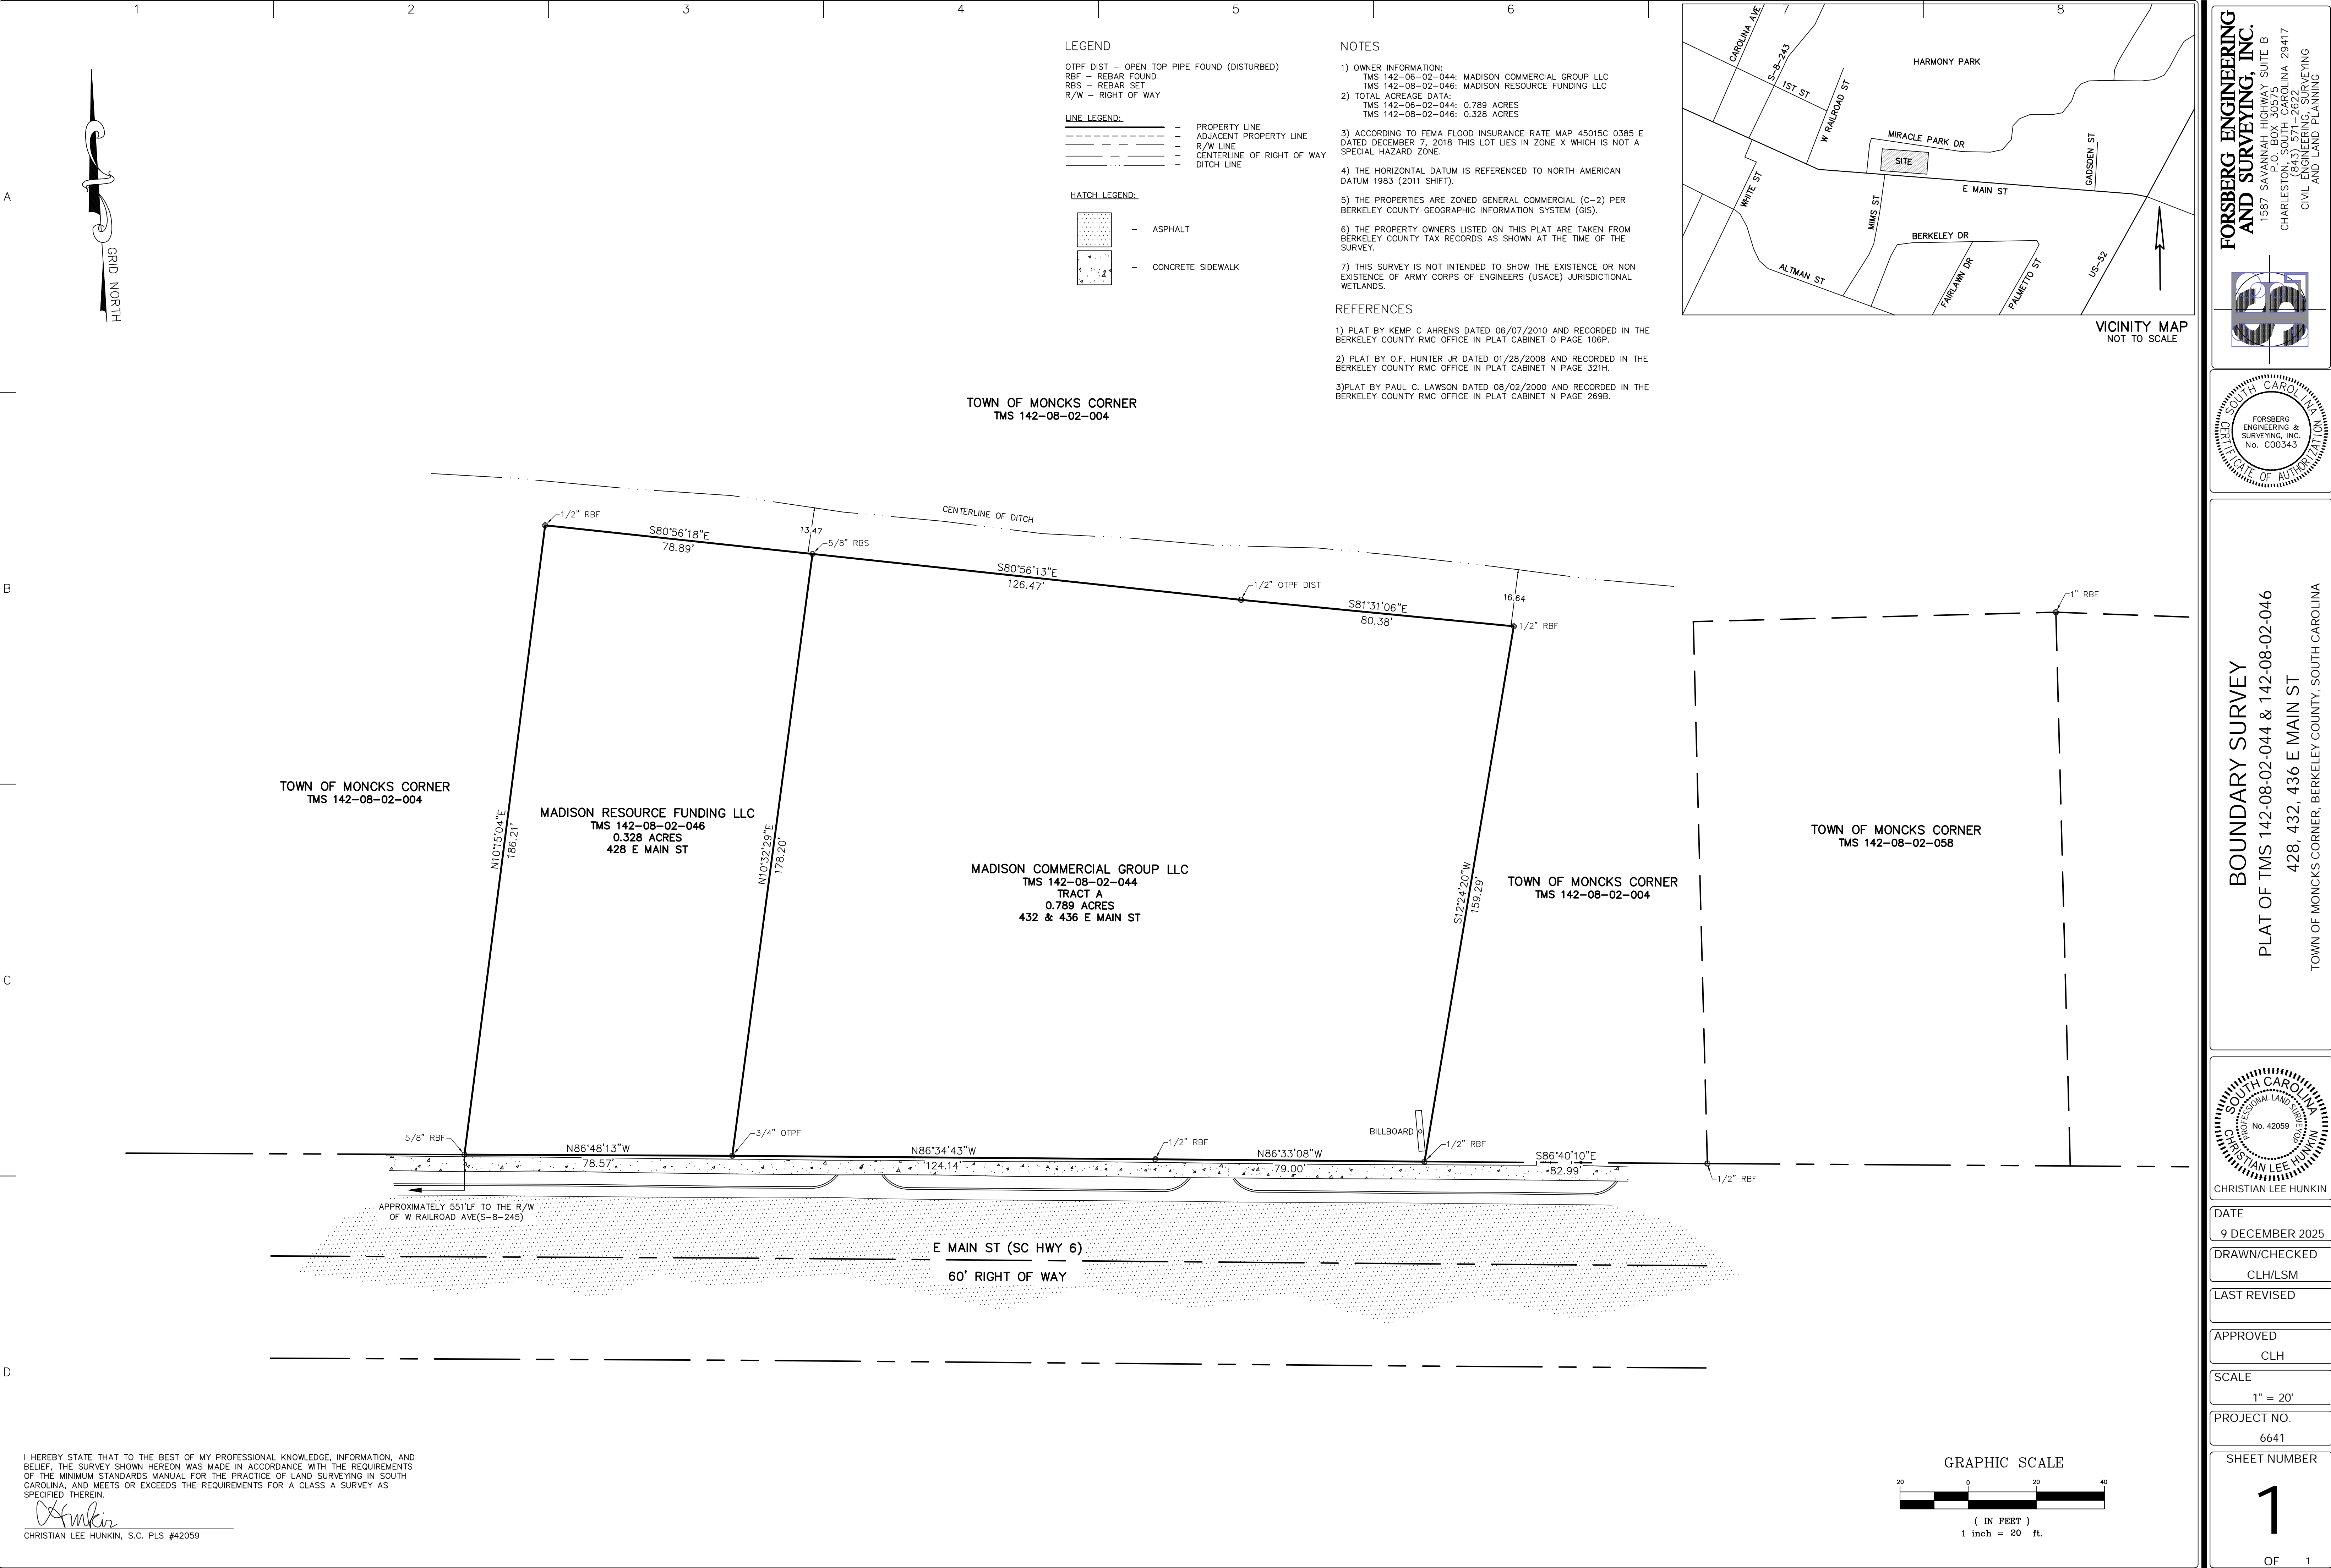 1 2 3 4 5 6 7 8
A
B
C
D
GRID NORTH
LEGEND
OTPF DIST – OPEN TOP PIPE FOUND (DISTURBED)
RBF – REBAR FOUND
RBS – REBAR SET
R/W – RIGHT OF WAY
LINE LEGEND:
– PROPERTY LINE
– ADJACENT PROPERTY LINE
– R/W LINE
– CENTERLINE OF RIGHT OF WAY
– DITCH LINE
HATCH LEGEND:
– ASPHALT
– CONCRETE SIDEWALK
NOTES
1) OWNER INFORMATION:
TMS 142-06-02-044: MADISON COMMERCIAL GROUP LLC
TMS 142-08-02-046: MADISON RESOURCE FUNDING LLC
2) TOTAL ACREAGE DATA:
TMS 142-06-02-044: 0.789 ACRES
TMS 142-08-02-046: 0.328 ACRES
3) ACCORDING TO FEMA FLOOD INSURANCE RATE MAP 45015C 0385 E
DATED DECEMBER 7, 2018 THIS LOT LIES IN ZONE X WHICH IS NOT A
SPECIAL HAZARD ZONE.
4) THE HORIZONTAL DATUM IS REFERENCED TO NORTH AMERICAN
DATUM 1983 (2011 SHIFT).
5) THE PROPERTIES ARE ZONED GENERAL COMMERCIAL (C-2) PER
BERKELEY COUNTY GEOGRAPHIC INFORMATION SYSTEM (GIS).
6) THE PROPERTY OWNERS LISTED ON THIS PLAT ARE TAKEN FROM
BERKELEY COUNTY TAX RECORDS AS SHOWN AT THE TIME OF THE
SURVEY.
7) THIS SURVEY IS NOT INTENDED TO SHOW THE EXISTENCE OR NON
EXISTENCE OF ARMY CORPS OF ENGINEERS (USACE) JURISDICTIONAL
WETLANDS.
REFERENCES
1) PLAT BY KEMP C AHRENS DATED 06/07/2010 AND RECORDED IN THE
BERKELEY COUNTY RMC OFFICE IN PLAT CABINET O PAGE 106P.
2) PLAT BY O.F. HUNTER JR DATED 01/28/2008 AND RECORDED IN THE
BERKELEY COUNTY RMC OFFICE IN PLAT CABINET N PAGE 321H.
3)PLAT BY PAUL C. LAWSON DATED 08/02/2000 AND RECORDED IN THE
BERKELEY COUNTY RMC OFFICE IN PLAT CABINET N PAGE 269B.
CAROLINA AVE
S-8-243
1ST ST
W RAILROAD ST
HARMONY PARK
MIRACLE PARK DR
SITE
WHITE ST
MIMS ST
E MAIN ST
GADSDEN ST
BERKELEY DR
ALTMAN ST
FAIRLAWN DR
PALMETTO ST
US-52
VICINITY MAP
NOT TO SCALE
TOWN OF MONCKS CORNER
TMS 142-08-02-004
CENTERLINE OF DITCH
1/2" RBF
S80°56'18"E
78.89'
13.47
5/8" RBS
S80°56'13"E
126.47'
1/2" OTPF DIST
S81°31'06"E
80.38'
16.64
1/2" RBF
1" RBF
TOWN OF MONCKS CORNER
TMS 142-08-02-004
N10°15'04"E
186.21'
MADISON RESOURCE FUNDING LLC
TMS 142-08-02-046
0.328 ACRES
428 E MAIN ST
N10°32'29"E
178.20'
MADISON COMMERCIAL GROUP LLC
TMS 142-08-02-044
TRACT A
0.789 ACRES
432 & 436 E MAIN ST
S12°24'20"W
159.29'
TOWN OF MONCKS CORNER
TMS 142-08-02-004
TOWN OF MONCKS CORNER
TMS 142-08-02-058
5/8" RBF
N86°48'13"W
78.57'
3/4" OTPF
N86°34'43"W
124.14'
1/2" RBF
N86°33'08"W
79.00'
BILLBOARD
1/2" RBF
S86°40'10"E
82.99'
1/2" RBF
APPROXIMATELY 551'LF TO THE R/W
OF W RAILROAD AVE(S-8-245)
E MAIN ST (SC HWY 6)
60' RIGHT OF WAY
I HEREBY STATE THAT TO THE BEST OF MY PROFESSIONAL KNOWLEDGE, INFORMATION, AND
BELIEF, THE SURVEY SHOWN HEREON WAS MADE IN ACCORDANCE WITH THE REQUIREMENTS
OF THE MINIMUM STANDARDS MANUAL FOR THE PRACTICE OF LAND SURVEYING IN SOUTH
CAROLINA, AND MEETS OR EXCEEDS THE REQUIREMENTS FOR A CLASS A SURVEY AS
SPECIFIED THEREIN.
CHRISTIAN LEE HUNKIN, S.C. PLS #42059
GRAPHIC SCALE
20 0 20 40
( IN FEET )
1 inch = 20 ft.
FORSBERG ENGINEERING
AND SURVEYING, INC.
1587 SAVANNAH HIGHWAY SUITE B
P.O. BOX 30575
CHARLESTON, SOUTH CAROLINA 29417
(843) 571-2622
CIVIL ENGINEERING, SURVEYING
AND LAND PLANNING
SOUTH CAROLINA
CERTIFICATE OF AUTHORIZATION
FORSBERG
ENGINEERING &
SURVEYING, INC.
No. C00343
BOUNDARY SURVEY
PLAT OF TMS 142-08-02-044 & 142-08-02-046
428, 432, 436 E MAIN ST
TOWN OF MONCKS CORNER, BERKELEY COUNTY, SOUTH CAROLINA
SOUTH CAROLINA
PROFESSIONAL LAND SURVEYOR
No. 42059
CHRISTIAN LEE HUNKIN
CHRISTIAN LEE HUNKIN
DATE
9 DECEMBER 2025
DRAWN/CHECKED
CLH/LSM
LAST REVISED
APPROVED
CLH
SCALE
1" = 20'
PROJECT NO.
6641
SHEET NUMBER
1
OF 1